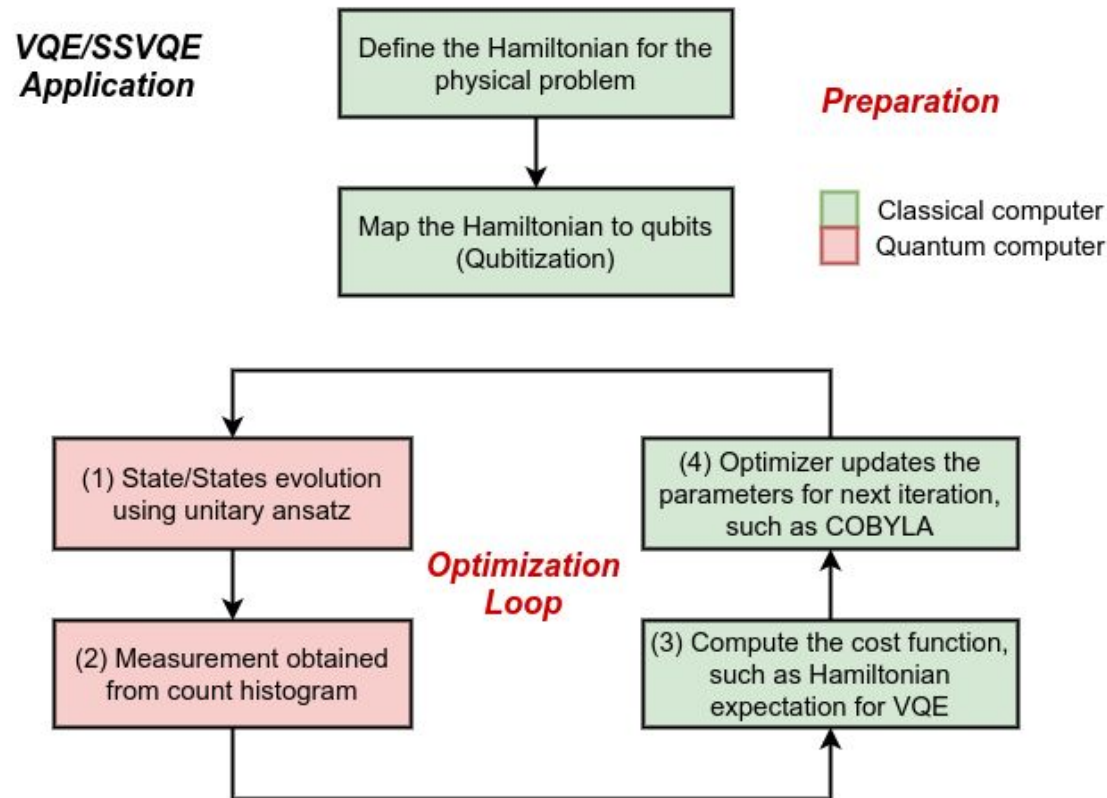 VQE/SSVQE
Application
Define the Hamiltonian for the
physical problem
Preparation
Map the Hamiltonian to qubits
(Qubitization)
Classical computer
Quantum computer
(1) State/States evolution
using unitary ansatz
(4) Optimizer updates the
parameters for next iteration,
such as COBYLA
Optimization
Loop
(2) Measurement obtained
from count histogram
(3) Compute the cost function,
such as Hamiltonian
expectation for VQE